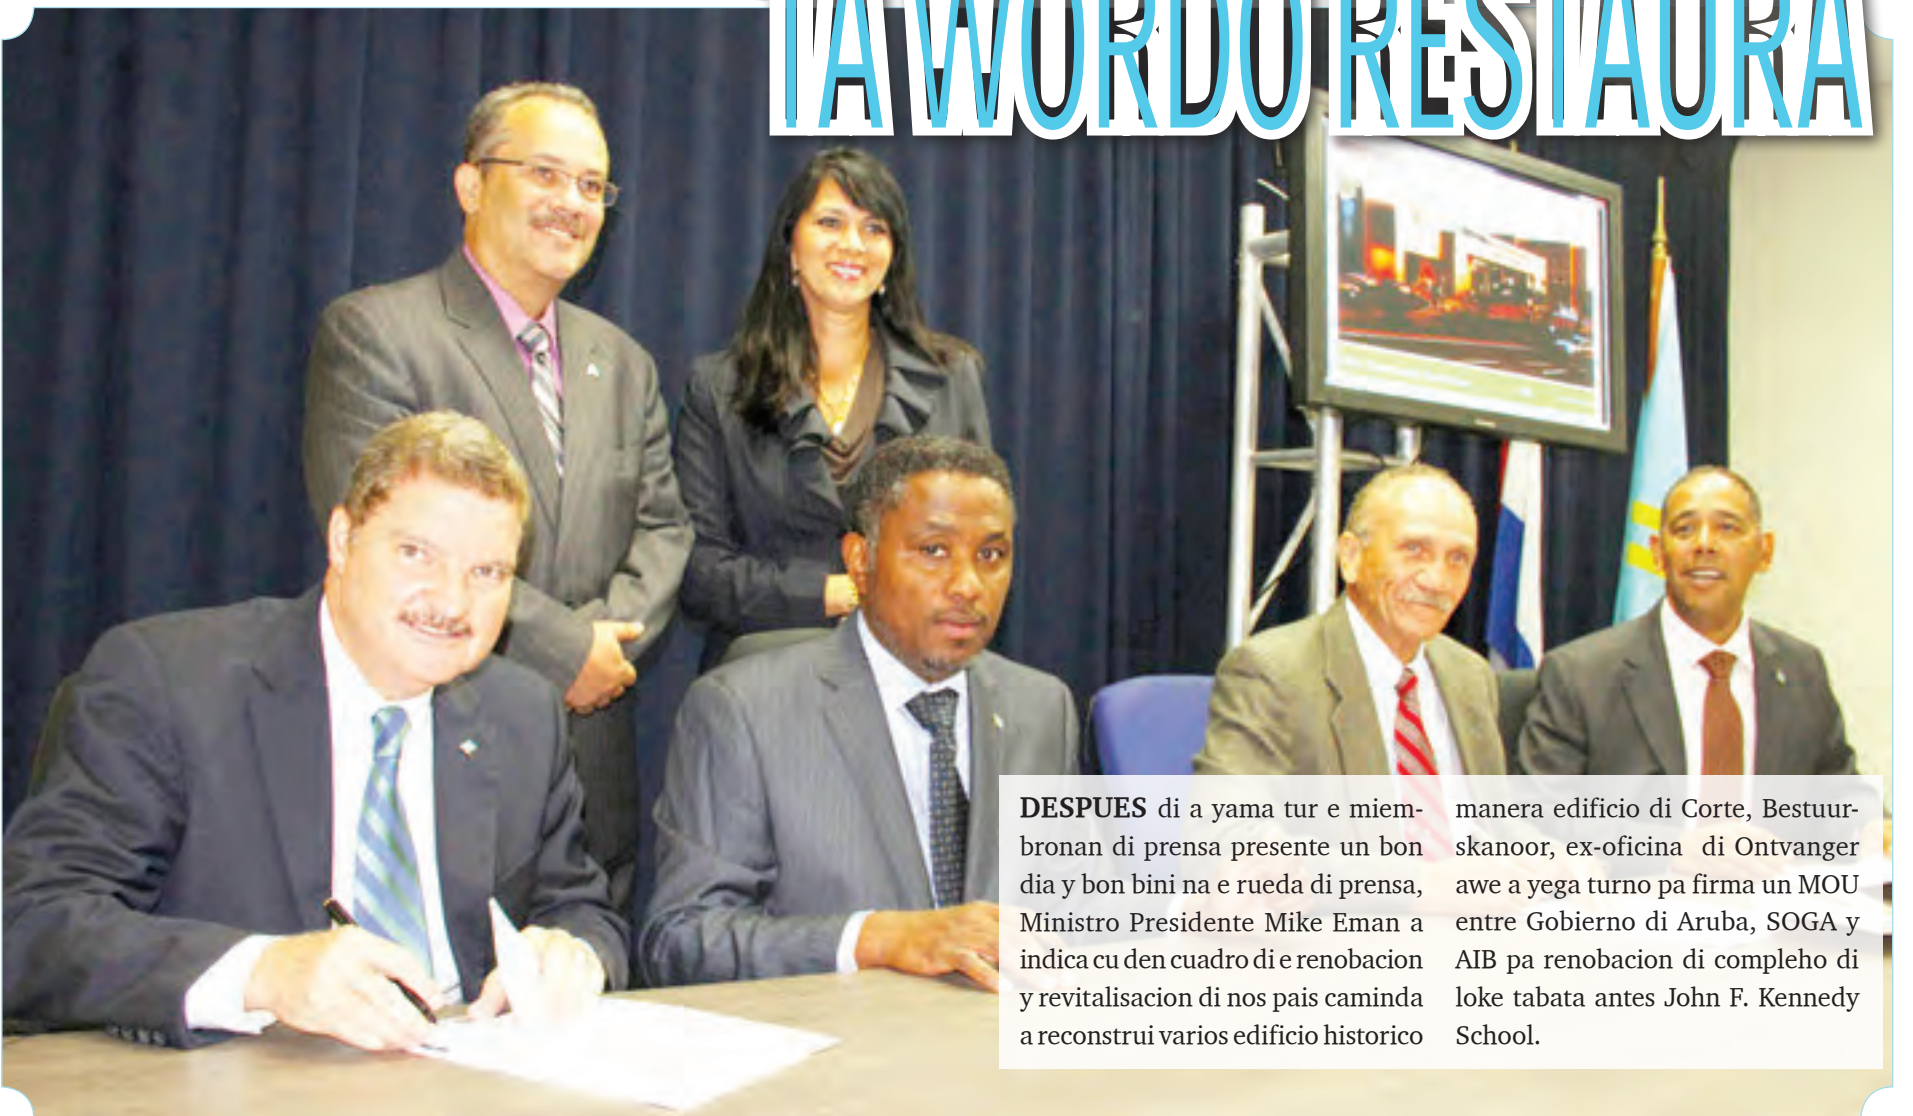 TA WORDO RESTAURA
DESPUES di a yama tur e miem-
bronan di prensa presente un bon
dia y bon bini na e rueda di prensa,
Ministro Presidente Mike Eman a
indica cu den cuadro di e renobacion
y revitalisacion di nos pais caminda
a reconstrui varios edificio historico
manera edificio di Corte, Bestuur-
skanoor, ex-oficina di Ontvanger
awe a yega turno pa firma un MOU
entre Gobierno di Aruba, SOGA y
AIB pa renobacion di compleho di
loke tabata antes John F. Kennedy
School.